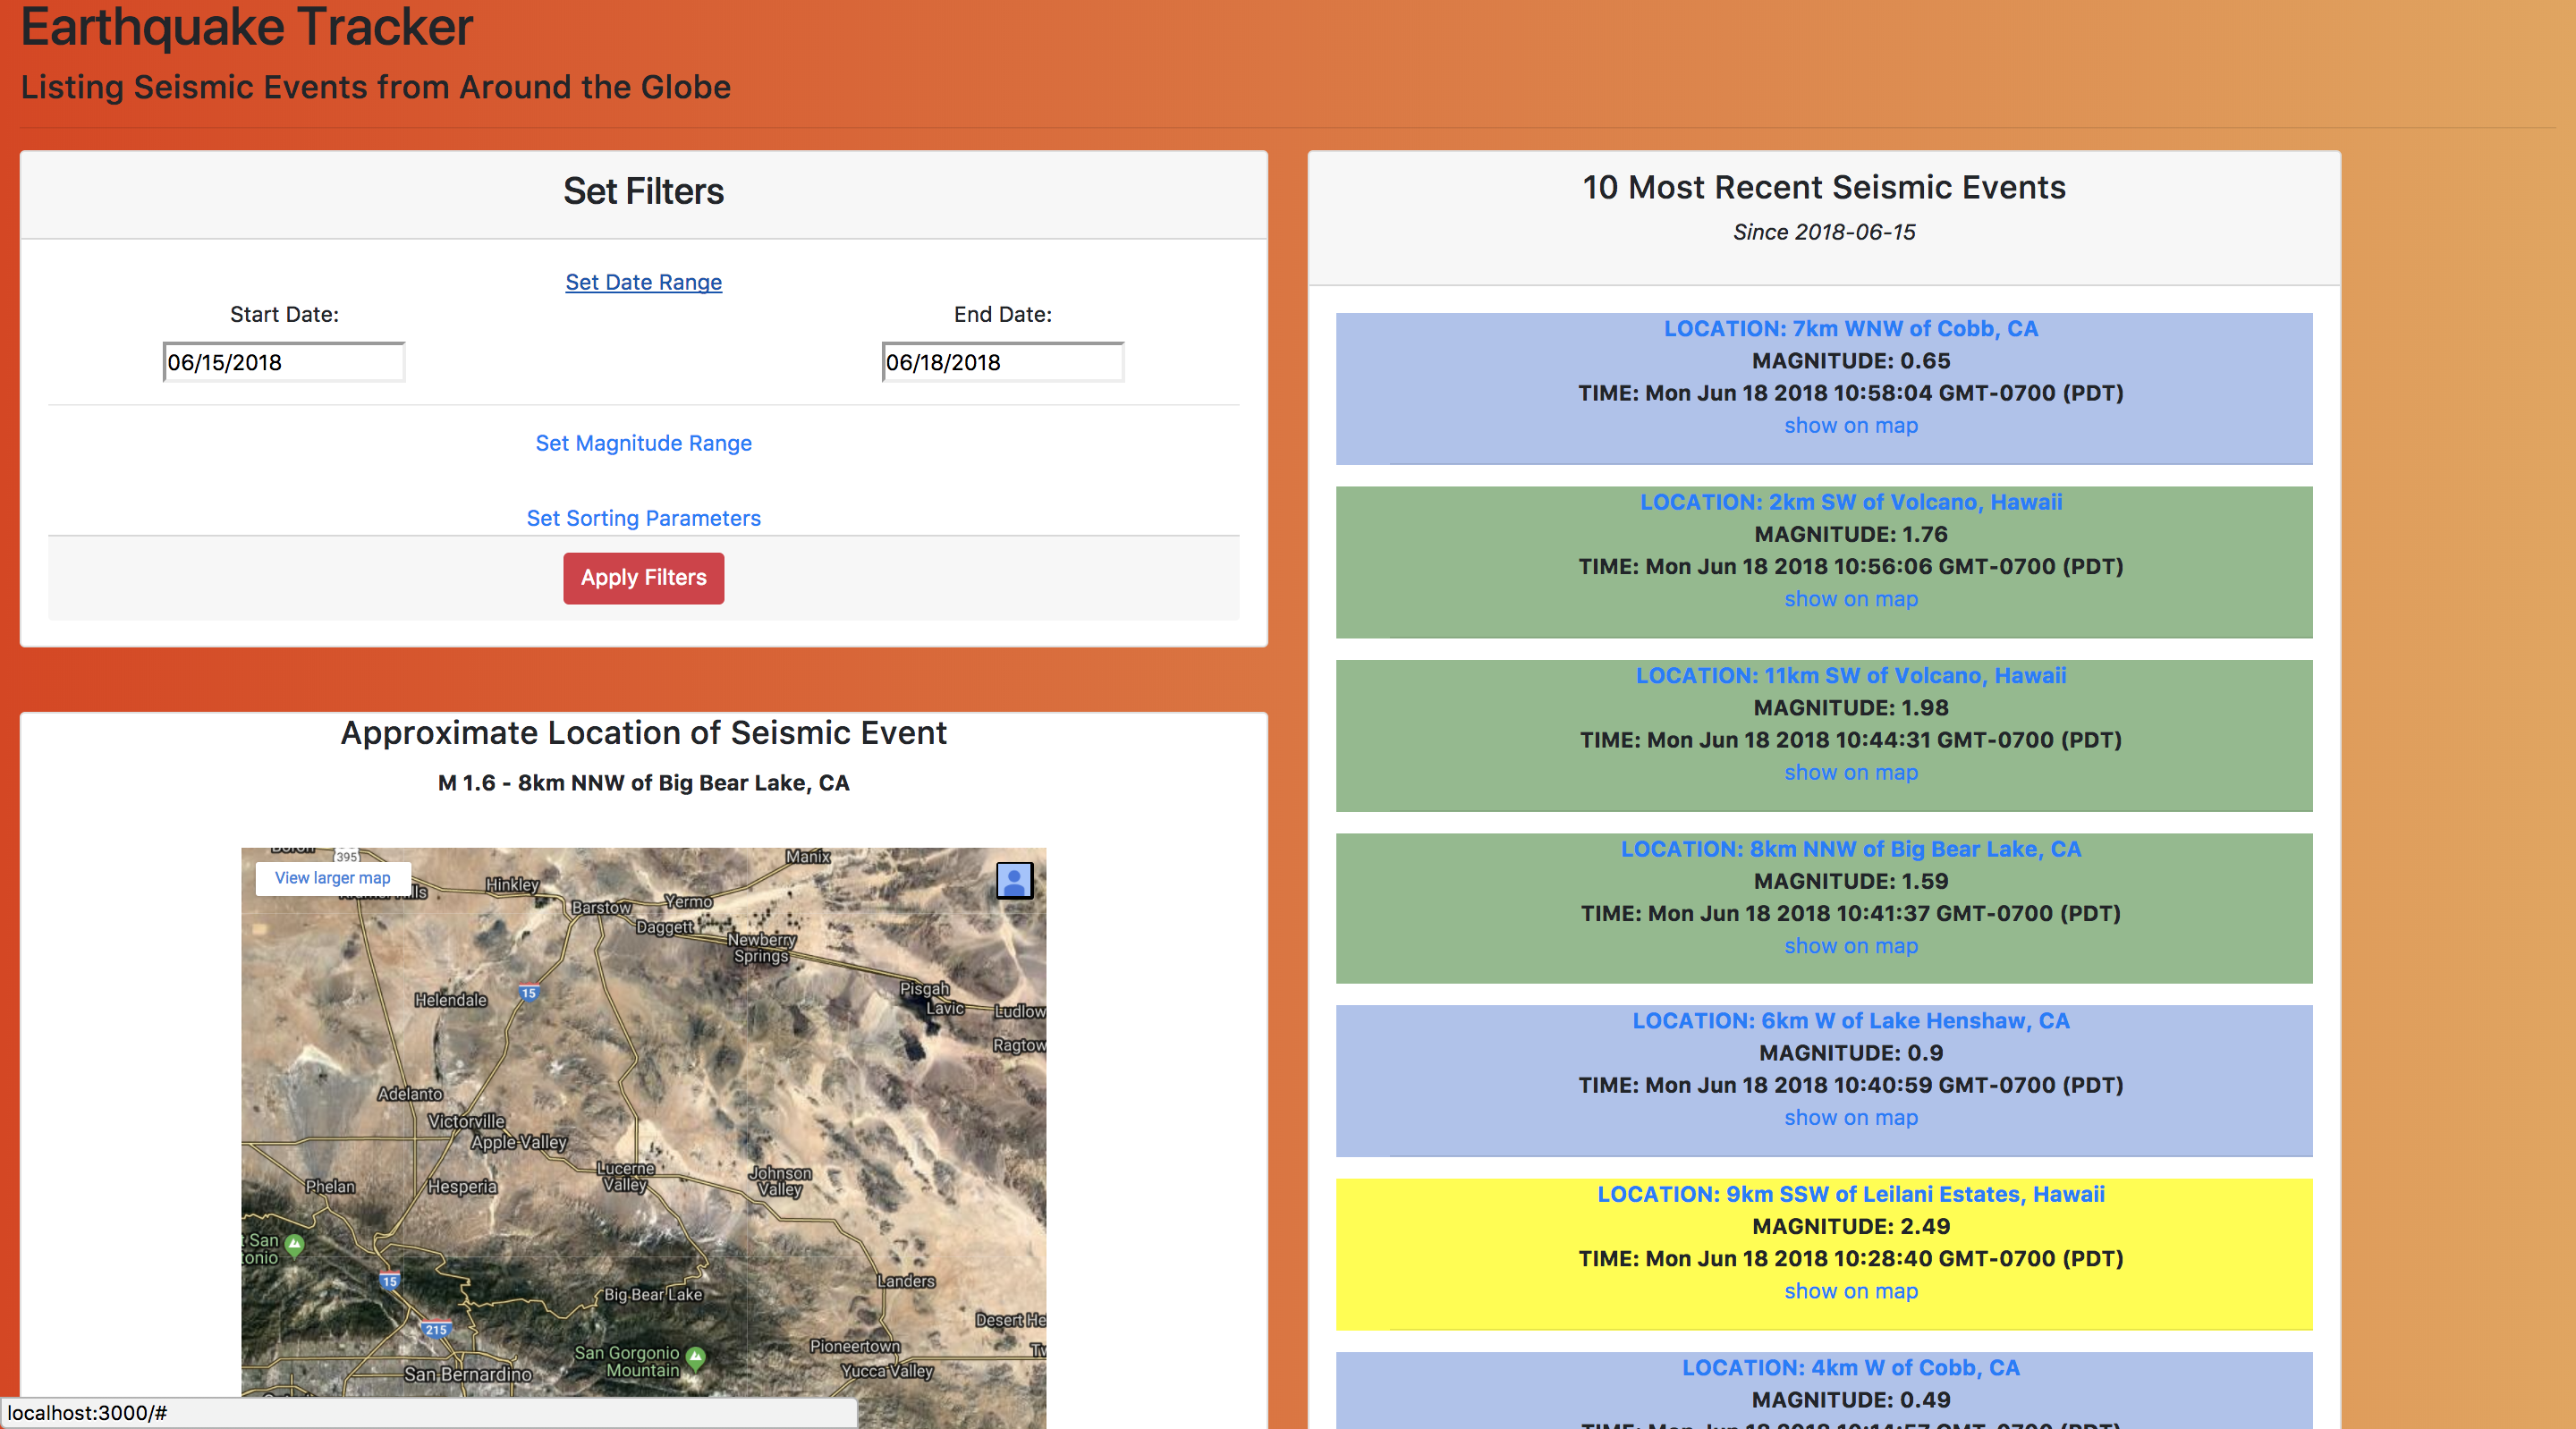 Earthquake Tracker
Listing Seismic Events from Around the Globe
Set Filters
Set Date Range
Start Date:
End Date:
06/15/2018
06/18/2018
Set Magnitude Range
Set Sorting Parameters
Apply Filters
Approximate Location of Seismic Event
M 1.6 - 8km NNW of Big Bear Lake, CA
395
Manix
View larger map
Hinkley
Barstow
Yermo
Daggett
Newberry
Springs
Pisgah
Lavic
Ludlow
Helendale
15
Adelanto
Victorville
Apple Valley
Lucerne
Valley
Johnson
Valley
Phelan
Hesperia
San
15
Landers
Big Bear Lake
215
San Gorgonio
Mountain
Pioneertown
Yucca Valley
San Bernardino
localhost:3000/#
10 Most Recent Seismic Events
Since 2018-06-15
LOCATION: 7km WNW of Cobb, CA
MAGNITUDE: 0.65
TIME: Mon Jun 18 2018 10:58:04 GMT-0700 (PDT)
show on map
LOCATION: 2km SW of Volcano, Hawaii
MAGNITUDE: 1.76
TIME: Mon Jun 18 2018 10:56:06 GMT-0700 (PDT)
show on map
LOCATION: 11km SW of Volcano, Hawaii
MAGNITUDE: 1.98
TIME: Mon Jun 18 2018 10:44:31 GMT-0700 (PDT)
show on map
LOCATION: 8km NNW of Big Bear Lake, CA
MAGNITUDE: 1.59
TIME: Mon Jun 18 2018 10:41:37 GMT-0700 (PDT)
show on map
LOCATION: 6km W of Lake Henshaw, CA
MAGNITUDE: 0.9
TIME: Mon Jun 18 2018 10:40:59 GMT-0700 (PDT)
show on map
LOCATION: 9km SSW of Leilani Estates, Hawaii
MAGNITUDE: 2.49
TIME: Mon Jun 18 2018 10:28:40 GMT-0700 (PDT)
show on map
LOCATION: 4km W of Cobb, CA
MAGNITUDE: 0.49
TIME: Mon Jun 18 2018 10:14:57 GMT-0700 (PDT)